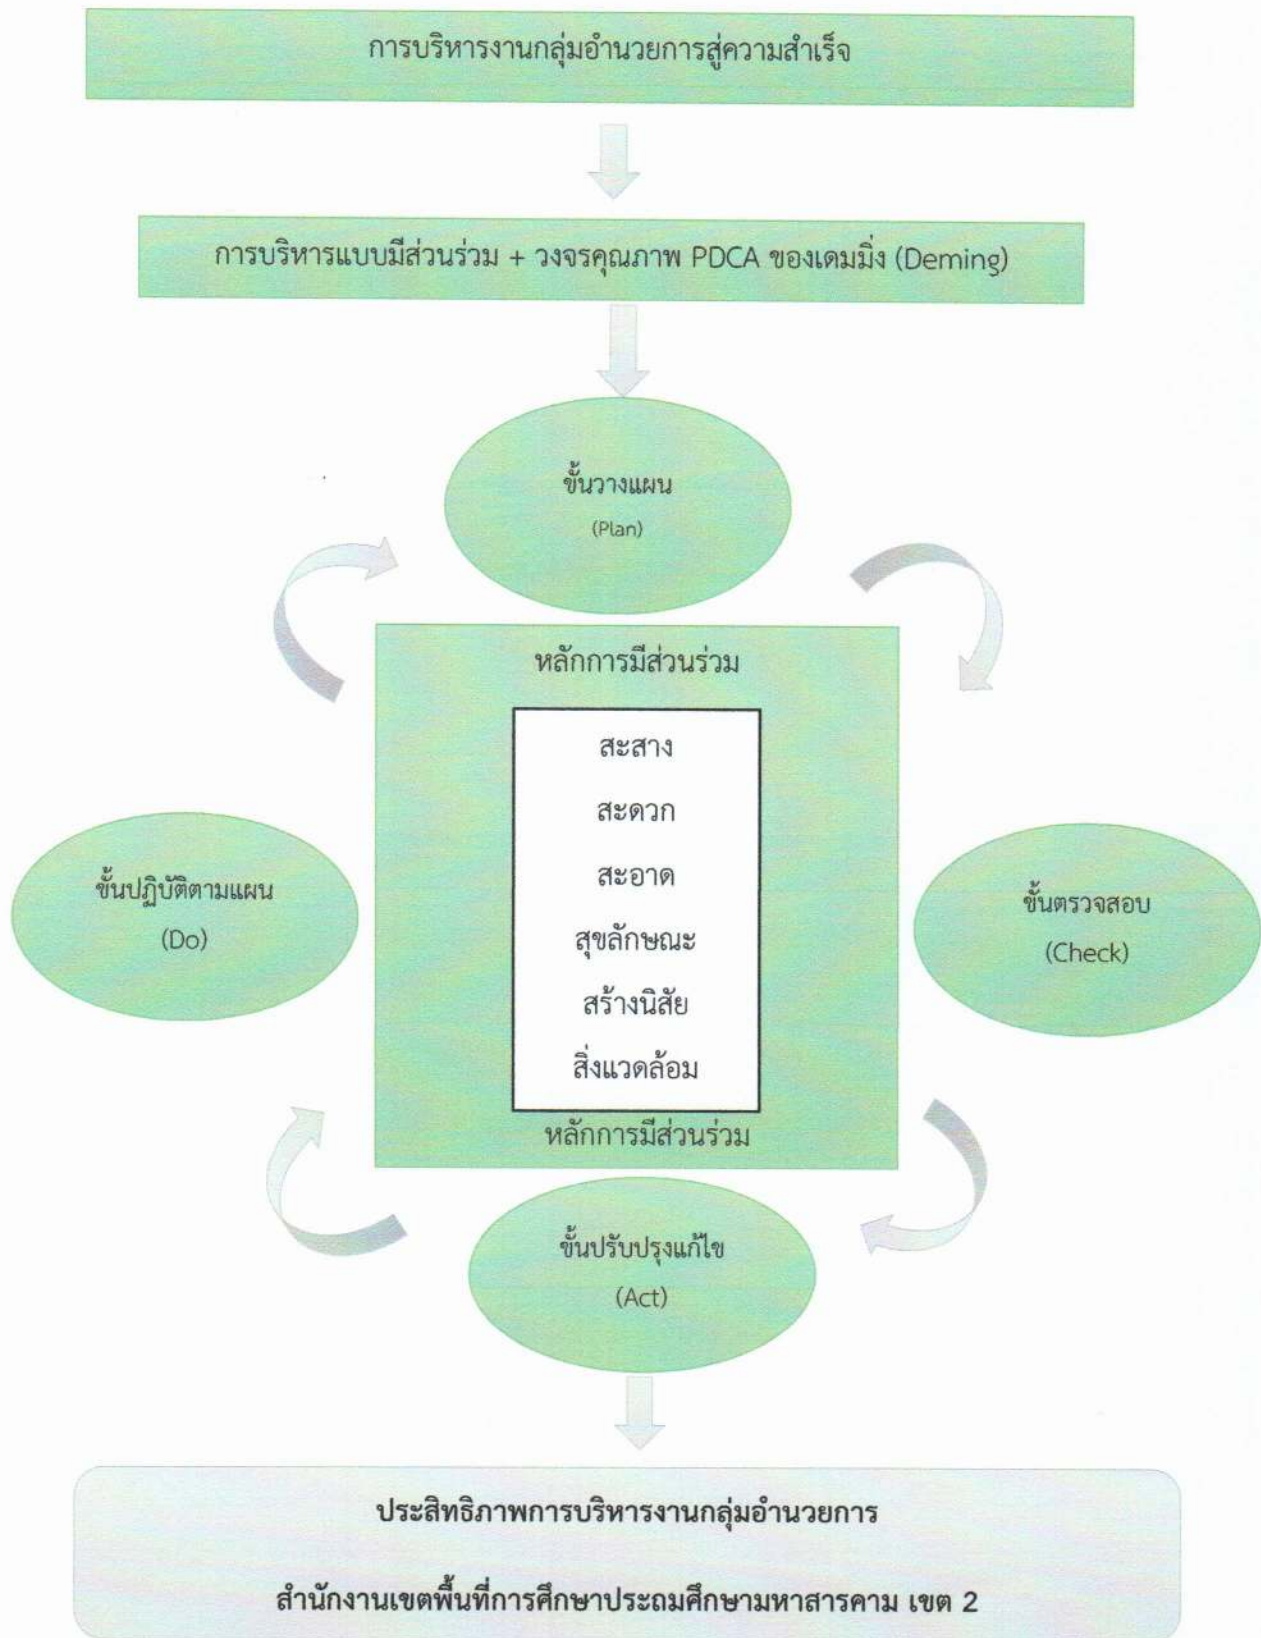 การบริหารงานกลุ่มอำนวยการสู่ความสำเร็จ
การบริหารแบบมีส่วนร่วม + วงจรคุณภาพ PDCA ของเดมมิ่ง (Deming)
ขั้นวางแผน
(Plan)
หลักการมีส่วนร่วม
สะสาง
สะดวก
สะอาด
สุขลักษณะ
สร้างนิสัย
สิ่งแวดล้อม
หลักการมีส่วนร่วม
ขั้นปฏิบัติตามแผน
(Do)
ขั้นตรวจสอบ
(Check)
ขั้นปรับปรุงแก้ไข
(Act)
ประสิทธิภาพการบริหารงานกลุ่มอำนวยการ
สำนักงานเขตพื้นที่การศึกษาประถมศึกษามหาสารคาม เขต 2